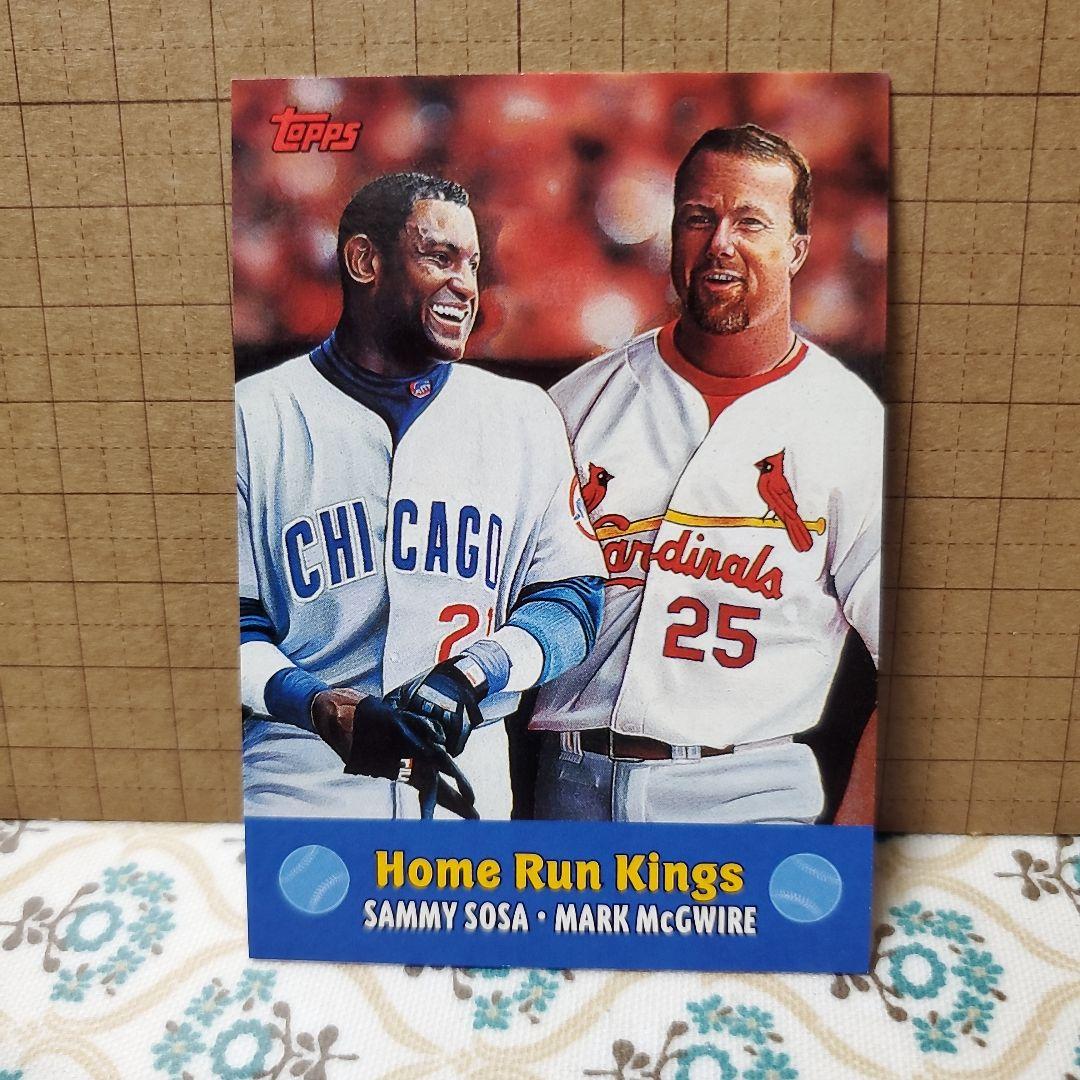 Topps
CHICAGO
21
Cardinals
25
Home Run Kings
SAMMY SOSA • MARK McGWIRE